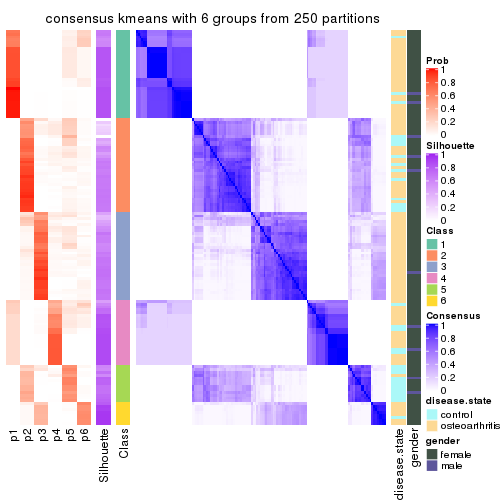 consensus kmeans with 6 groups from 250 partitions
Prob
1
0.8
0.6
0.4
0.2
0
Silhouette
1
0.8
0.6
0.4
0.2
0
Class
1
2
3
4
5
6
Consensus
1
0.8
0.6
0.4
0.2
0
disease.state
control
osteoarthritis
gender
female
male
p1
p2
p3
p4
p5
p6
Silhouette
Class
disease.state
gender